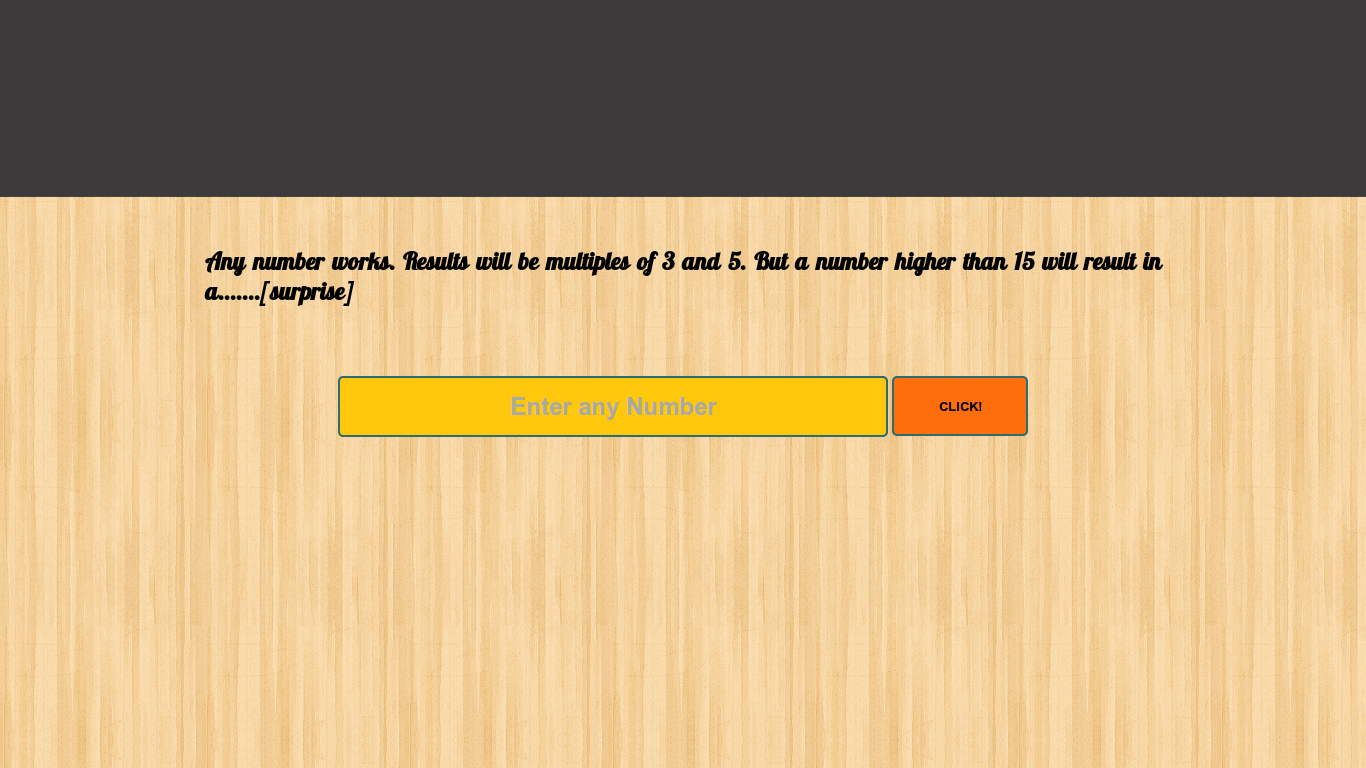 Any number works. Results will be multiples of 3 and 5. But a number higher than 15 will result in
a.......[surprise]
Enter any Number
CLICK!